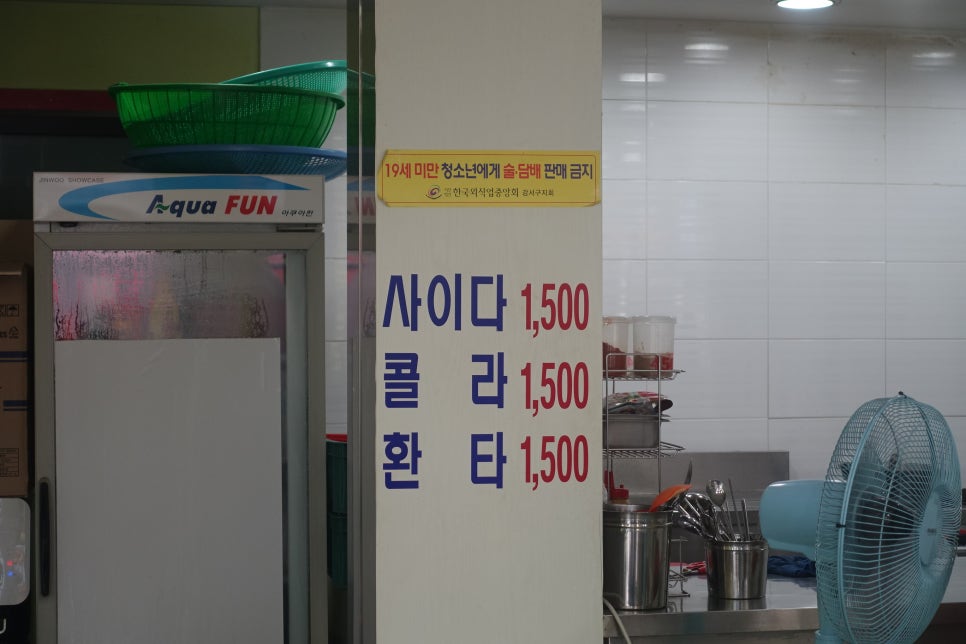 JINWOO SHOWCASE
Aqua FUN 아쿠아펀
19세 미만 청소년에게 술·담배 판매 금지
한국외식업중앙회 강서구지회
사이다 1,500
콜 라 1,500
환 타 1,500